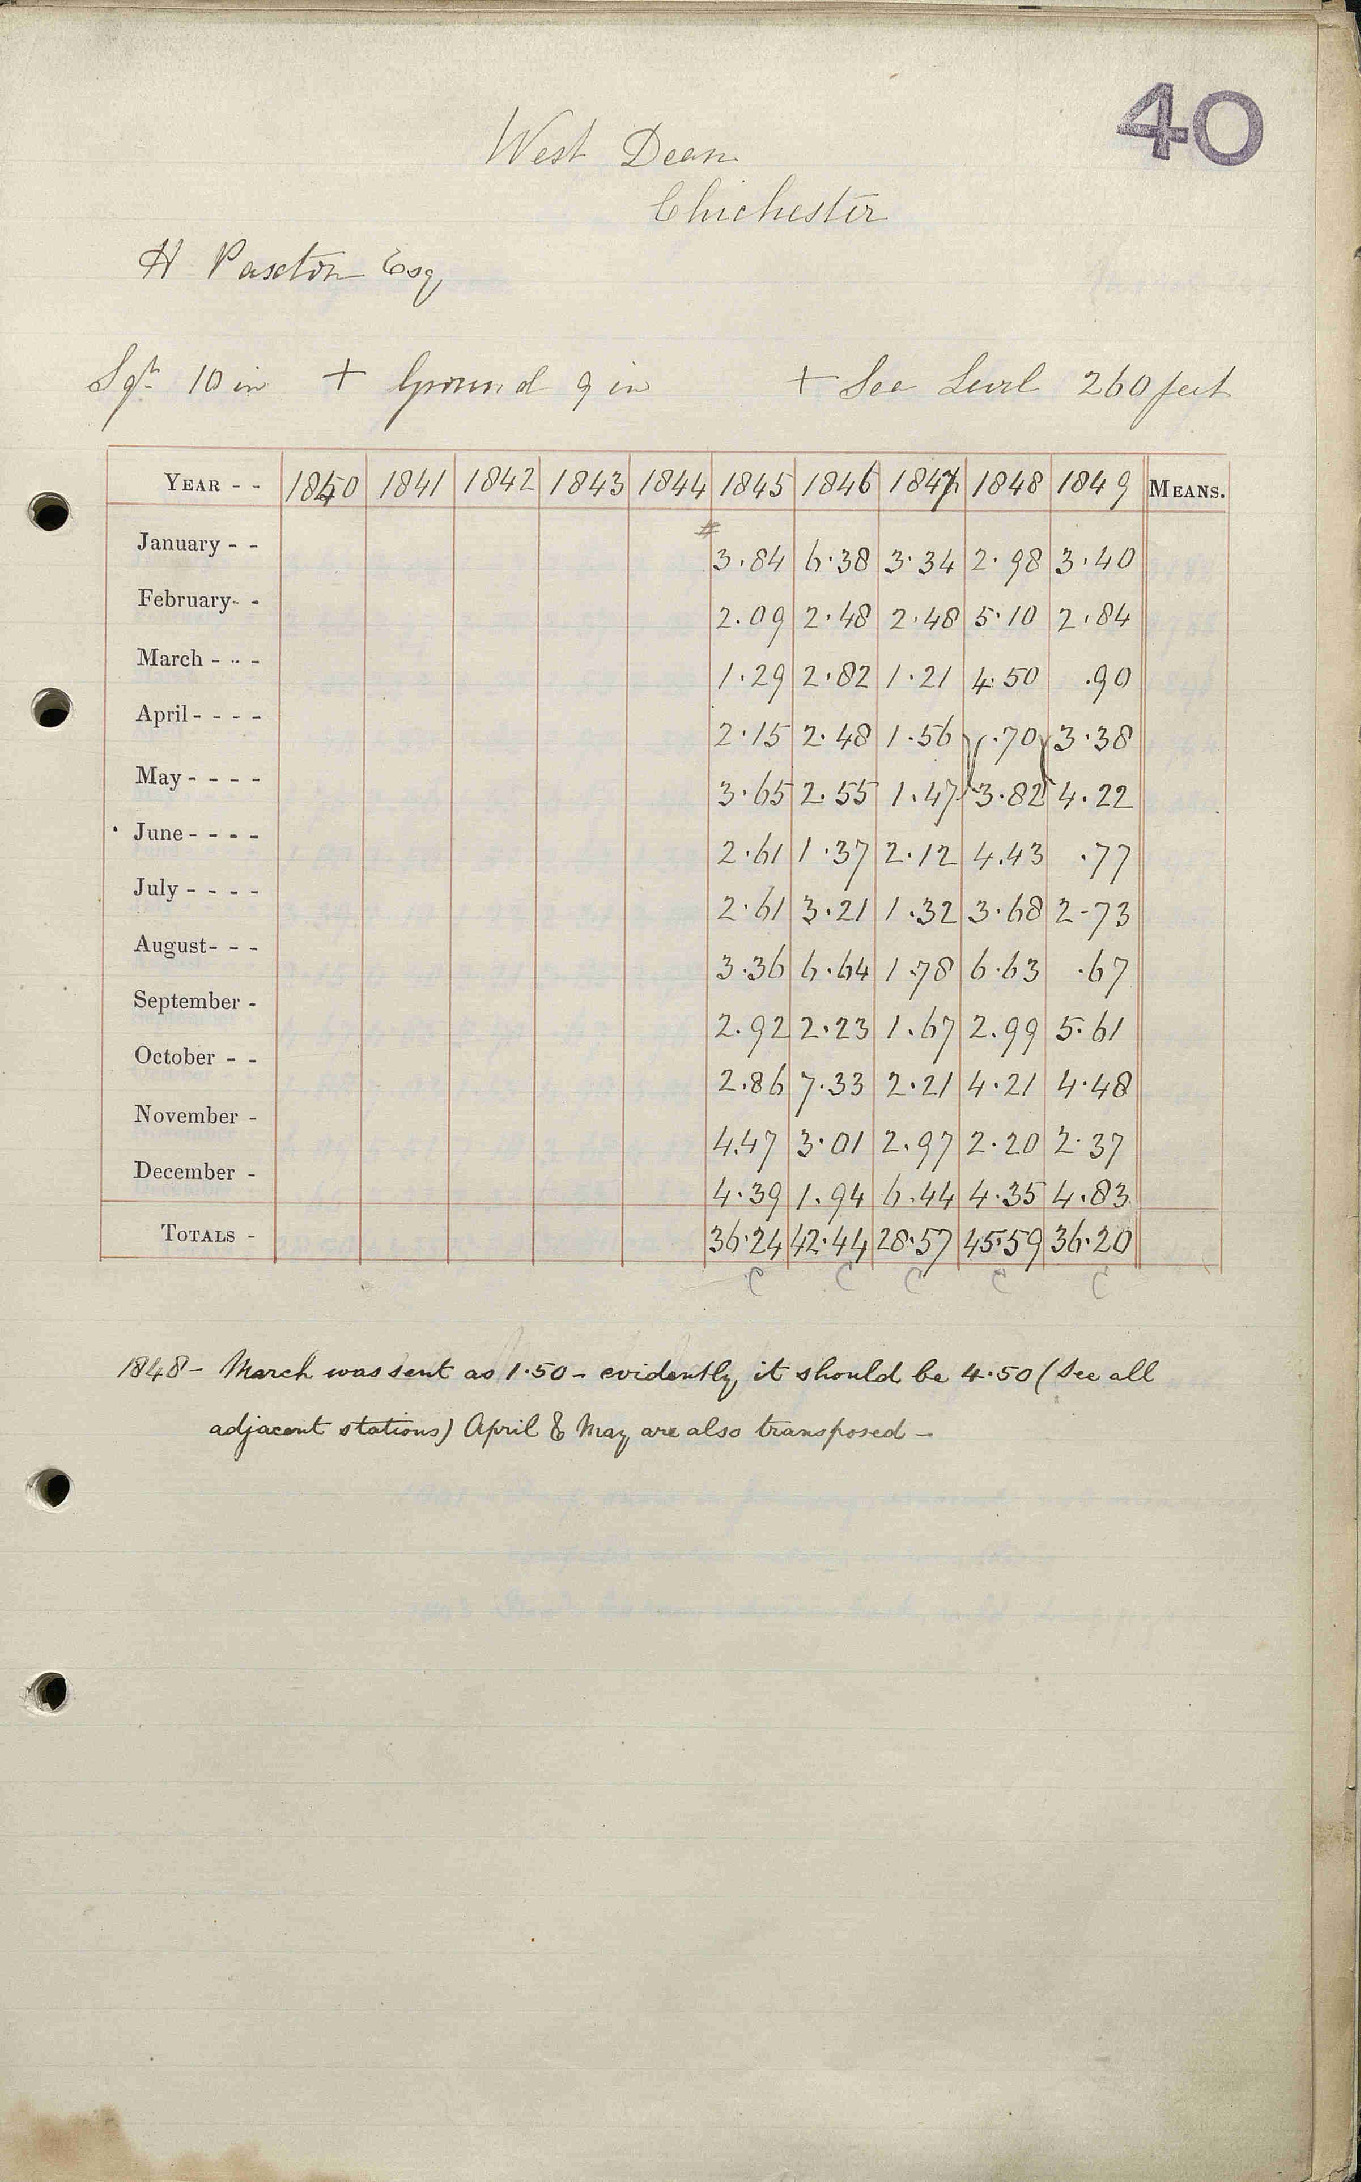 40
West Dean
Chichester
H Paxton Esq
Sqr 10 in + Ground 9 in + Sea Level 260 feet
YEAR - - 1840 1841 1842 1843 1844 1845 1846 1847 1848 1849 MEANS.
January - - 3.84 6.38 3.34 2.98 3.40
February - - 2.09 2.48 2.48 5.10 2.84
March - - - 1.29 2.82 1.21 4.50 .90
April - - - - 2.15 2.48 1.56 .70 3.38
May - - - - 3.65 2.55 1.47 3.82 4.22
June - - - - 2.61 1.37 2.12 4.43 .77
July - - - - 2.61 3.21 1.32 3.68 2.73
August - - - 3.36 6.64 1.78 6.63 .67
September - 2.92 2.23 1.67 2.99 5.61
October - - 2.86 7.33 2.21 4.21 4.48
November - 4.47 3.01 2.97 2.20 2.37
December - 4.39 1.94 6.44 4.35 4.83
TOTALS - 36.24 42.44 28.57 45.59 36.20
C C C C C
1848 - March was sent as 1.50 - evidently it should be 4.50 (See all
adjacent stations) April & May are also transposed -